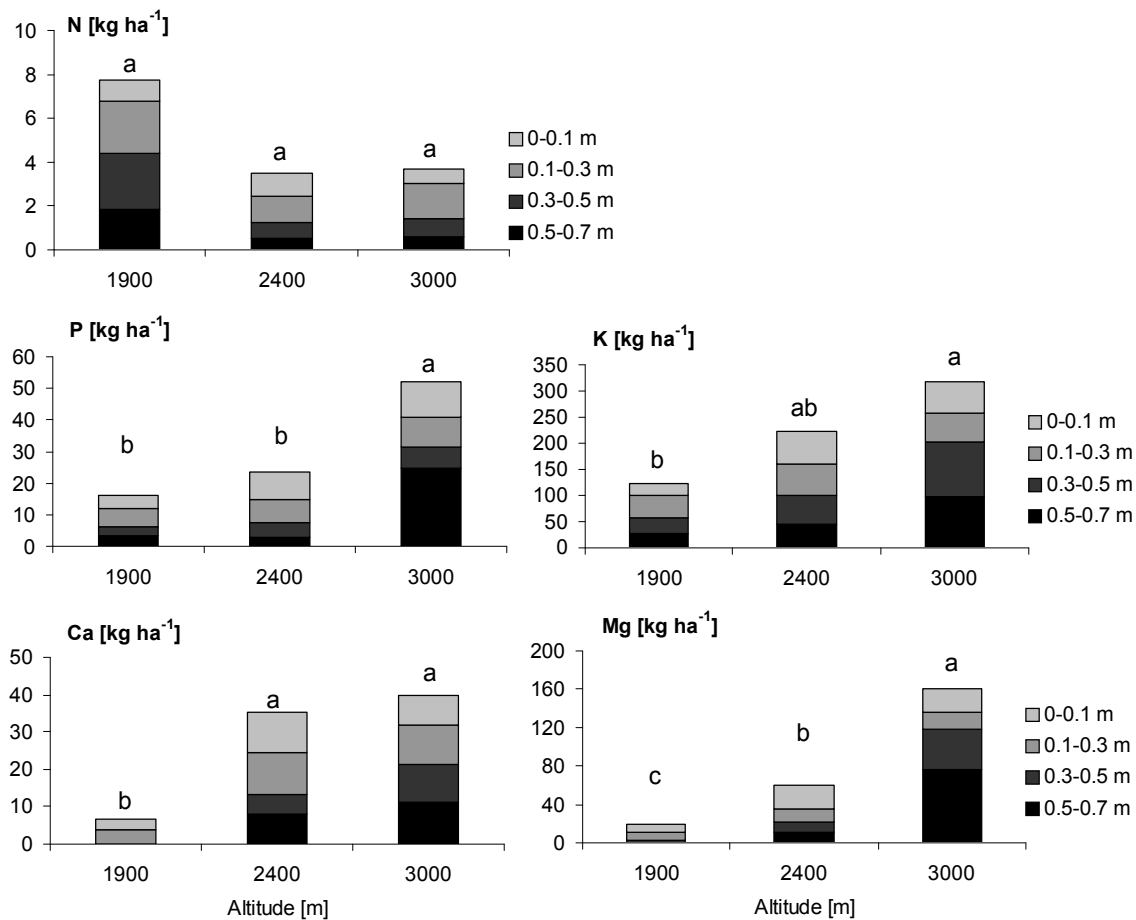 N [kg ha⁻¹]
10
8
6
4
2
0
a
a
a
1900
2400
3000
0-0.1 m
0.1-0.3 m
0.3-0.5 m
0.5-0.7 m
P [kg ha⁻¹]
60
50
40
30
20
10
0
b
b
a
1900
2400
3000
K [kg ha⁻¹]
350
300
250
200
150
100
50
0
b
ab
a
1900
2400
3000
0-0.1 m
0.1-0.3 m
0.3-0.5 m
0.5-0.7 m
Ca [kg ha⁻¹]
50
40
30
20
10
0
b
a
a
1900
2400
3000
Altitude [m]
Mg [kg ha⁻¹]
200
160
120
80
40
0
c
b
a
1900
2400
3000
Altitude [m]
0-0.1 m
0.1-0.3 m
0.3-0.5 m
0.5-0.7 m